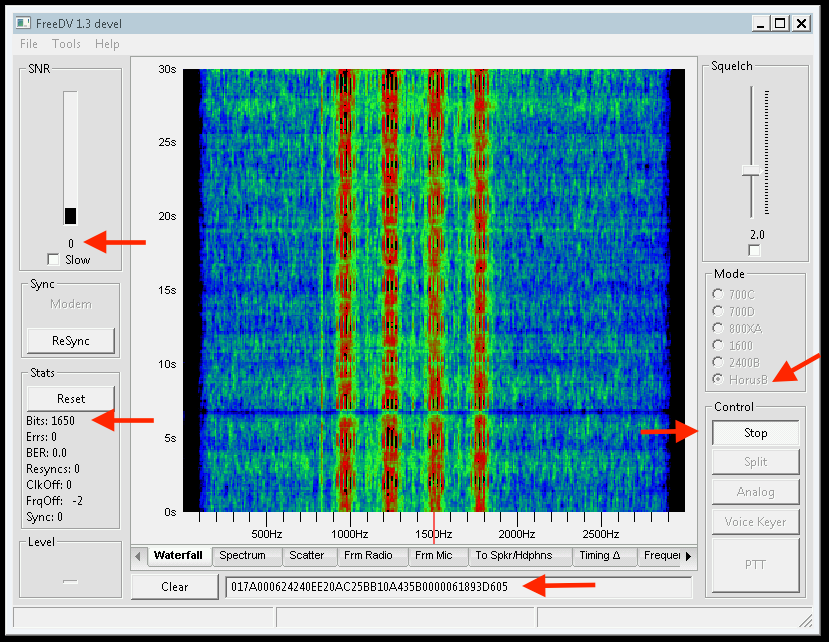 FreeDV 1.3 devel
File Tools Help
SNR
0
Slow
Sync
Modem
ReSync
Stats
Reset
Bits: 1650
Errs: 0
BER: 0.0
Resyncs: 0
ClkOff: 0
FrqOff: -2
Sync: 0
Level
30s
25s
20s
15s
10s
5s
0s
500Hz 1000Hz 1500Hz 2000Hz 2500Hz
Waterfall Spectrum Scatter Frm Radio Frm Mic To Spkr/Hdphns Timing Δ Frequen
Clear
017A000624240EE20AC25BB10A435B0000061893D605
Squelch
2.0
Mode
700C
700D
800XA
1600
2400B
HorusB
Control
Stop
Split
Analog
Voice Keyer
PTT